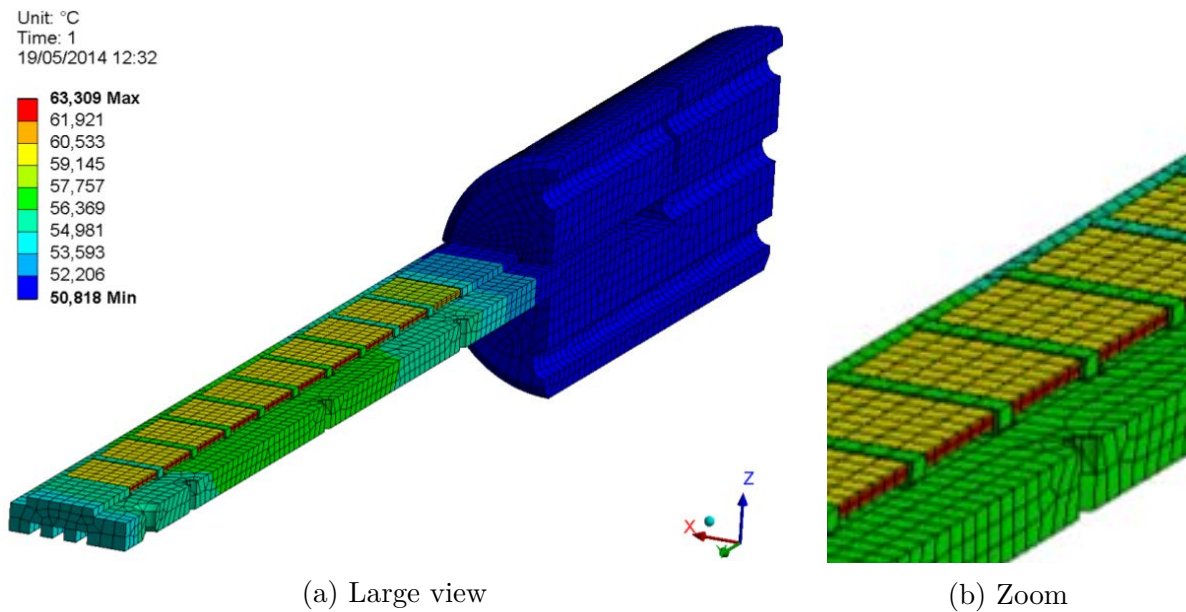 Unit: °C
Time: 1
19/05/2014 12:32
63,309 Max
61,921
60,533
59,145
57,757
56,369
54,981
53,593
52,206
50,818 Min
Z
X
Y
(a) Large view
(b) Zoom